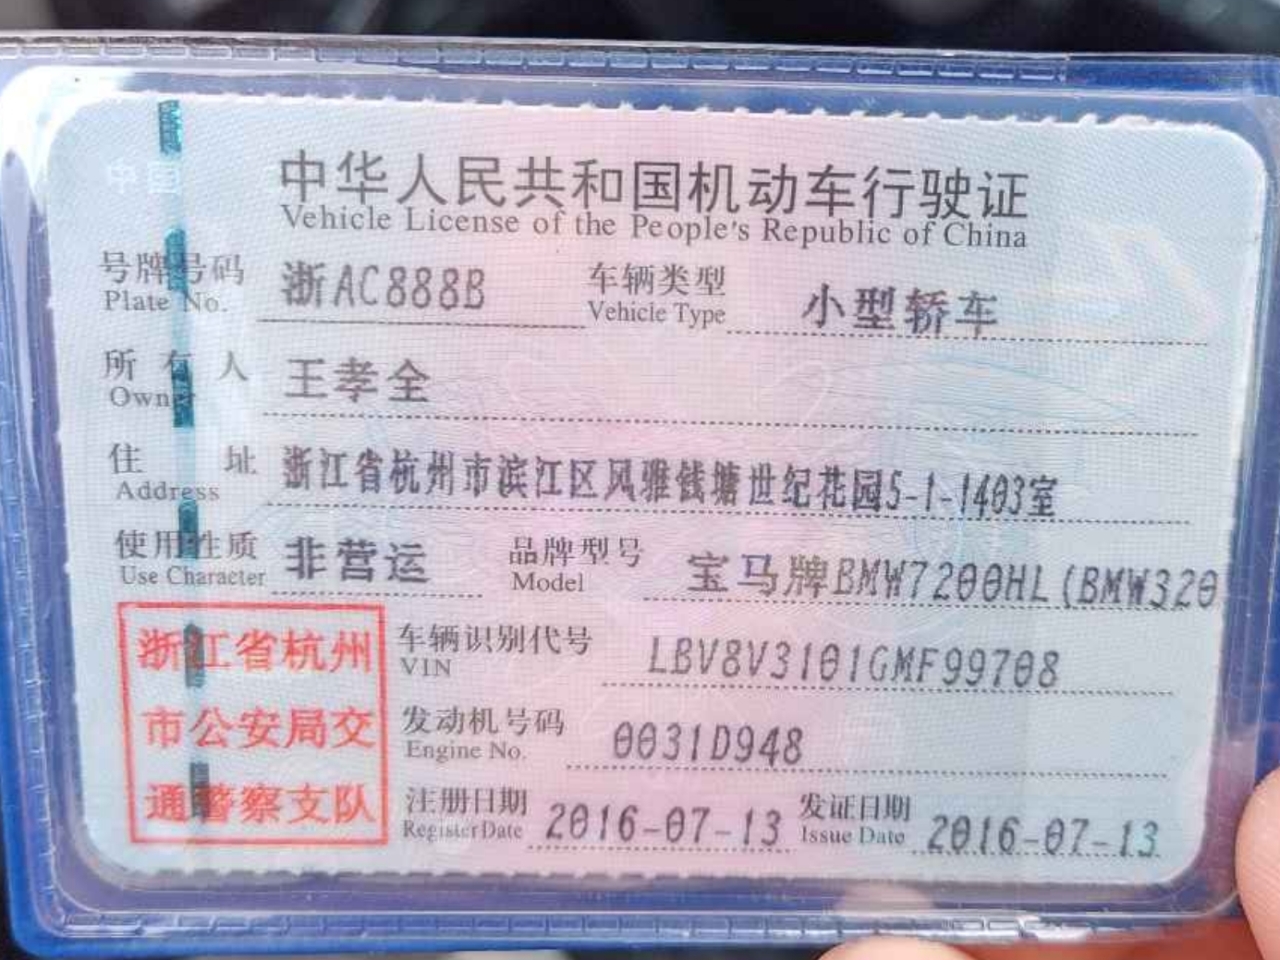 中国
中华人民共和国机动车行驶证
Vehicle License of the People's Republic of China
号牌号码 浙AC888B 车辆类型 小型轿车
Plate No. Vehicle Type
所有人 王孝全
Owner
住址 浙江省杭州市滨江区风雅钱塘世纪花园5-1-1403室
Address
使用性质 非营运 品牌型号 宝马牌BMW7200HL(BMW320
Use Character Model
浙江省杭州
市公安局交
通警察支队
车辆识别代号 LBV8V3101GMF99708
VIN
发动机号码 0031D948
Engine No.
注册日期 2016-07-13 发证日期 2016-07-13
Register Date Issue Date